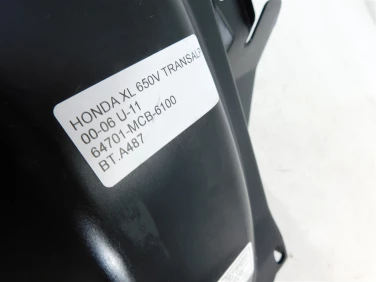 HONDA XL 650V TRANSALP
00-06 U-11
64701-MCB-6100
BT.A487